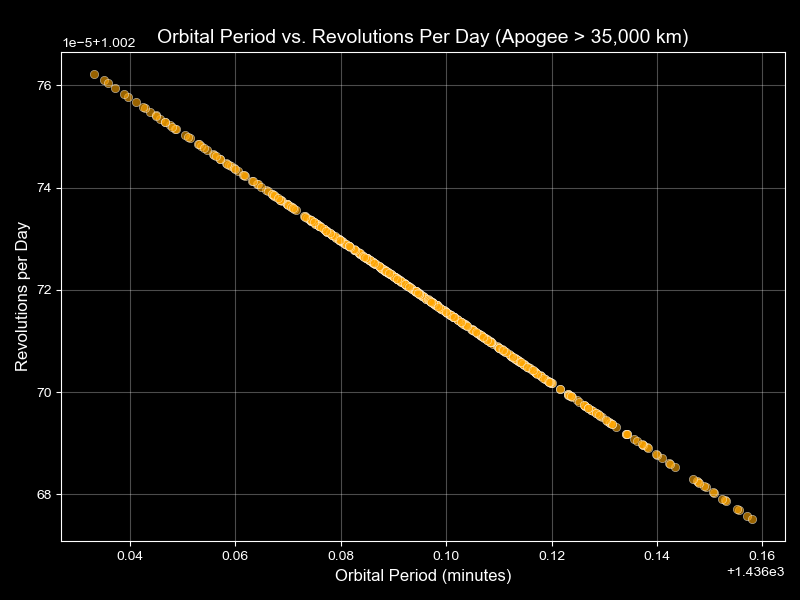 Orbital Period vs. Revolutions Per Day (Apogee > 35,000 km)
1e−5+1.002
76
74
72
70
68
Revolutions per Day
0.04 0.06 0.08 0.10 0.12 0.14 0.16
+1.436e3
Orbital Period (minutes)